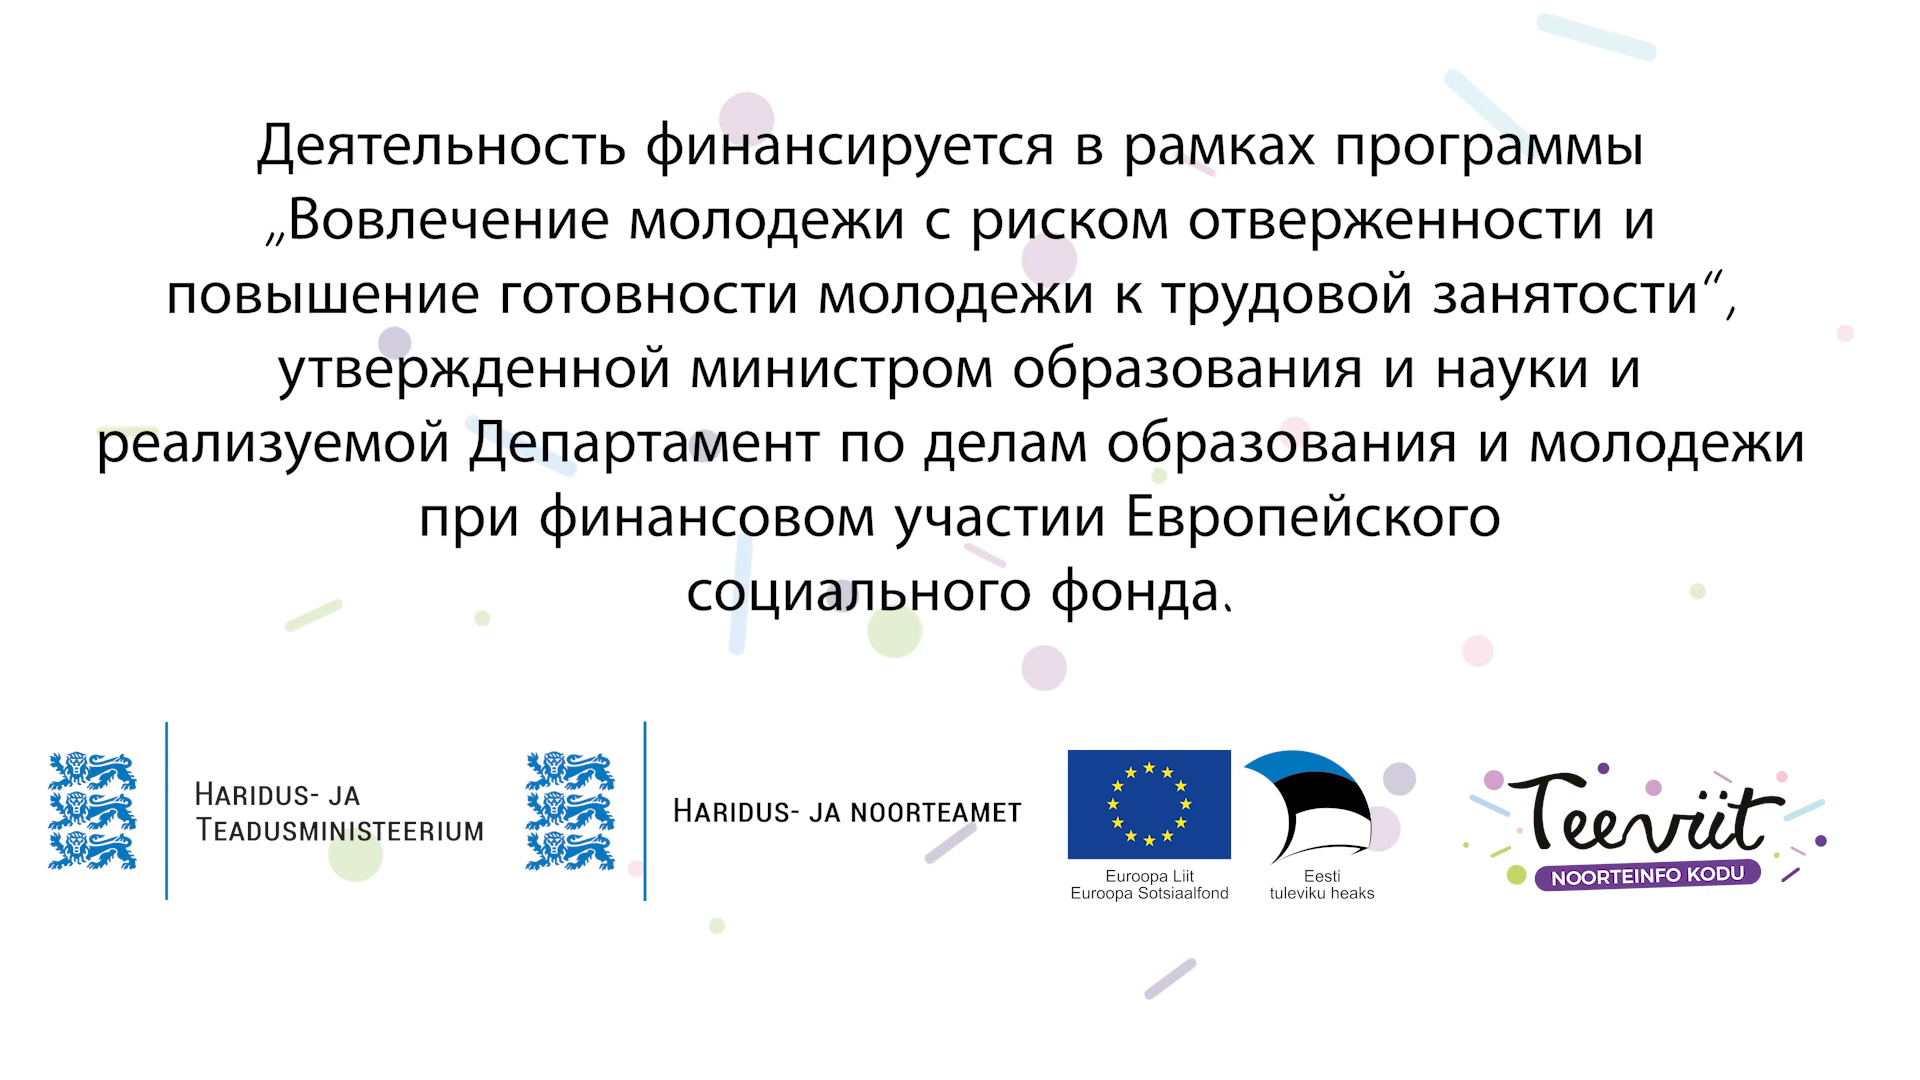 Деятельность финансируется в рамках программы
„Вовлечение молодежи с риском отверженности и
повышение готовности молодежи к трудовой занятости“,
утвержденной министром образования и науки и
реализуемой Департамент по делам образования и молодежи
при финансовом участии Европейского
социального фонда.
HARIDUS- JA
TEADUSMINISTEERIUM
HARIDUS- JA NOORTEAMET
Euroopa Liit
Euroopa Sotsiaalfond
Eesti
tuleviku heaks
Teeviit
NOORTEINFO KODU